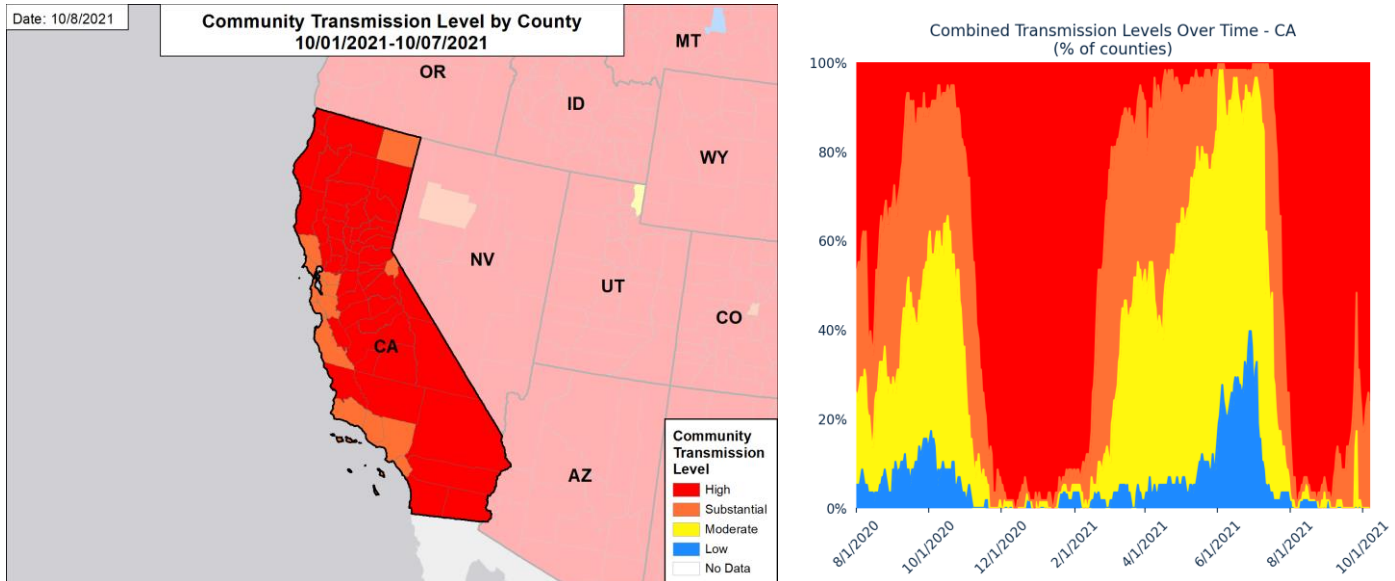 Date: 10/8/2021
Community Transmission Level by County
10/01/2021-10/07/2021
MT
OR
ID
WY
NV
UT
CO
CA
AZ
Community
Transmission
Level
High
Substantial
Moderate
Low
No Data
Combined Transmission Levels Over Time - CA
(% of counties)
100%
80%
60%
40%
20%
0%
8/1/2020
10/1/2020
12/1/2020
2/1/2021
4/1/2021
6/1/2021
8/1/2021
10/1/2021